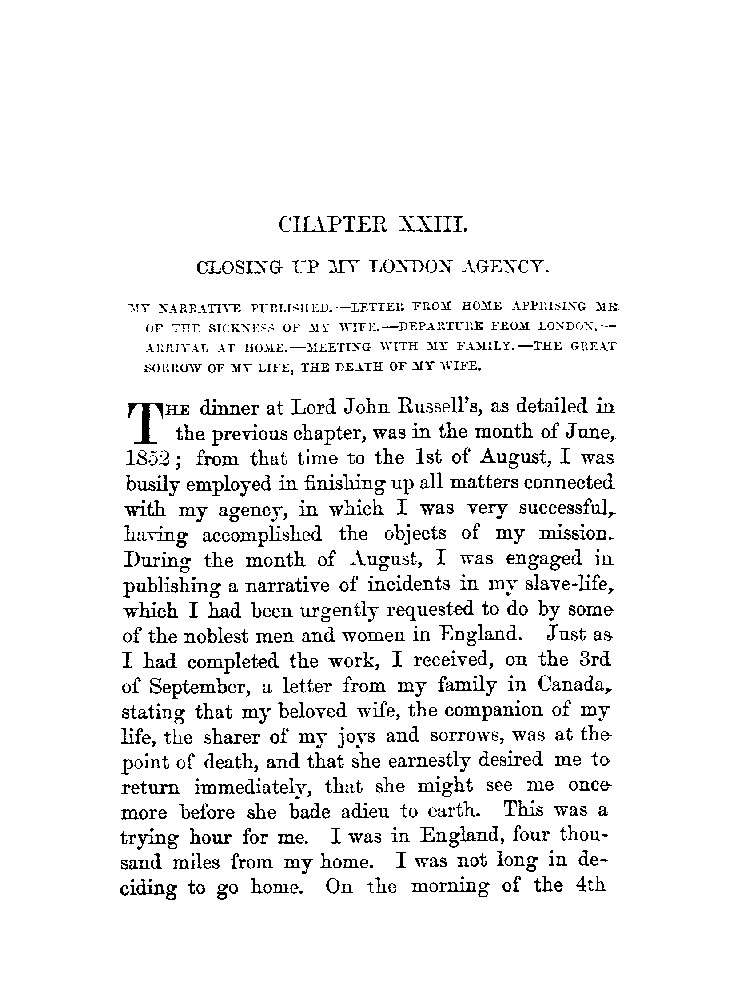 CHAPTER XXIII.
CLOSING UP MY LONDON AGENCY.
MY NARRATIVE PUBLISHED.—LETTER FROM HOME APPRISING ME
OF THE SICKNESS OF MY WIFE.—DEPARTURE FROM LONDON.—
ARRIVAL AT HOME.—MEETING WITH MY FAMILY.—THE GREAT
SORROW OF MY LIFE, THE DEATH OF MY WIFE.
THE dinner at Lord John Russell's, as detailed in
the previous chapter, was in the month of June,
1852; from that time to the 1st of August, I was
busily employed in finishing up all matters connected
with my agency, in which I was very successful,
having accomplished the objects of my mission.
During the month of August, I was engaged in
publishing a narrative of incidents in my slave-life,
which I had been urgently requested to do by some
of the noblest men and women in England. Just as
I had completed the work, I received, on the 3rd
of September, a letter from my family in Canada,
stating that my beloved wife, the companion of my
life, the sharer of my joys and sorrows, was at the
point of death, and that she earnestly desired me to
return immediately, that she might see me once
more before she bade adieu to earth. This was a
trying hour for me. I was in England, four thou-
sand miles from my home. I was not long in de-
ciding to go home. On the morning of the 4th